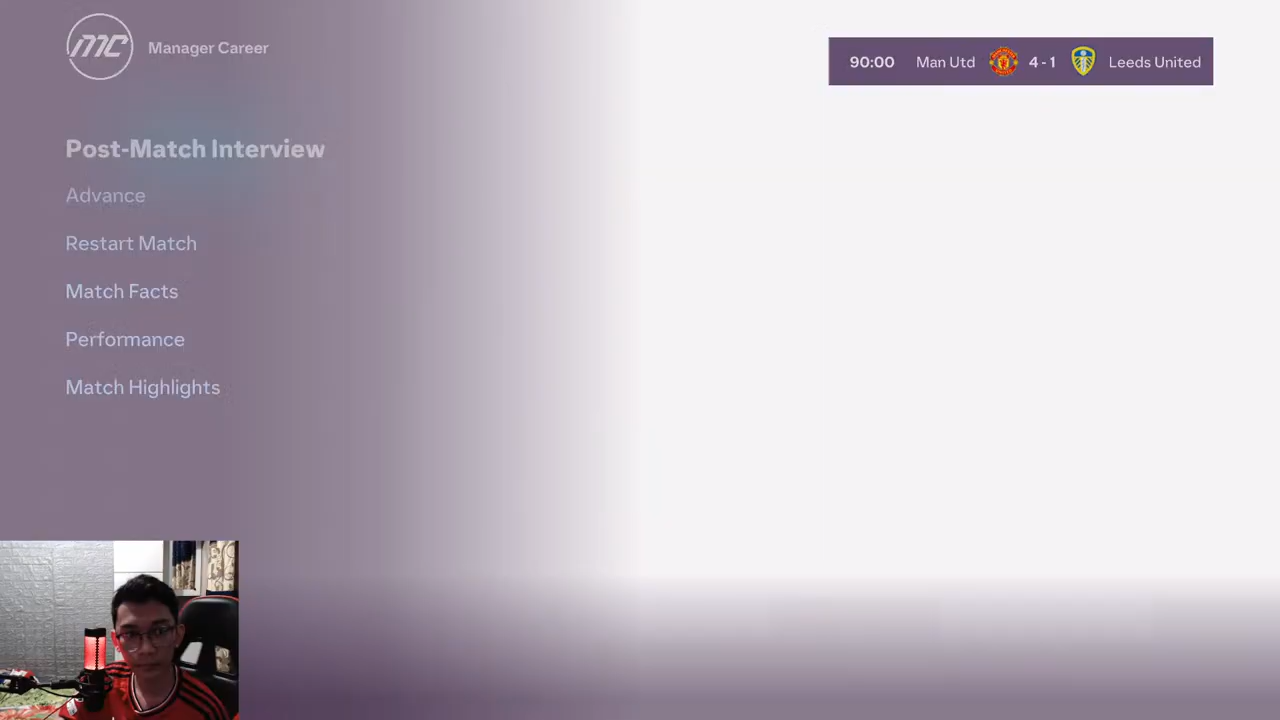 MC Manager Career
90:00 Man Utd 4 - 1 Leeds United
Post-Match Interview
Advance
Restart Match
Match Facts
Performance
Match Highlights